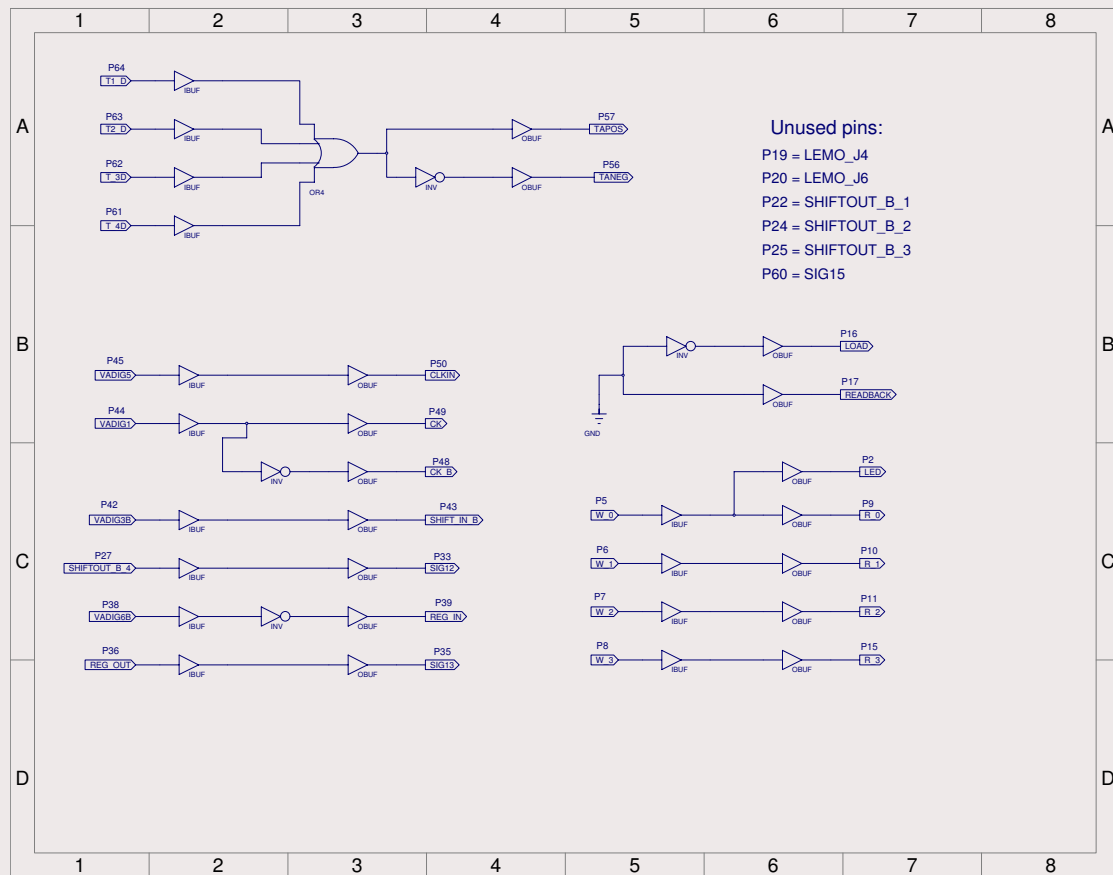 1 2 3 4 5 6 7 8
A A
P64
T1_D
IBUF
P63
T2_D
IBUF
P62
T_3D
IBUF
P61
T_4D
IBUF
OR4
INV
OBUF
P57
TAPOS
OBUF
P56
TANEG
Unused pins:
P19 = LEMO_J4
P20 = LEMO_J6
P22 = SHIFTOUT_B_1
P24 = SHIFTOUT_B_2
P25 = SHIFTOUT_B_3
P60 = SIG15
B B
P45
VADIG5
IBUF
OBUF
P50
CLKIN
P44
VADIG1
IBUF
OBUF
P49
CK
INV
OBUF
P48
CK_B
GND
INV
OBUF
P16
LOAD
OBUF
P17
READBACK
C C
P42
VADIG3B
IBUF
OBUF
P43
SHIFT_IN_B
P27
SHIFTOUT_B_4
IBUF
OBUF
P33
SIG12
P38
VADIG6B
IBUF
INV
OBUF
P39
REG_IN
P36
REG_OUT
IBUF
OBUF
P35
SIG13
OBUF
P2
LED
P5
W_0
IBUF
OBUF
P9
R_0
P6
W_1
IBUF
OBUF
P10
R_1
P7
W_2
IBUF
OBUF
P11
R_2
P8
W_3
IBUF
OBUF
P15
R_3
D D
1 2 3 4 5 6 7 8